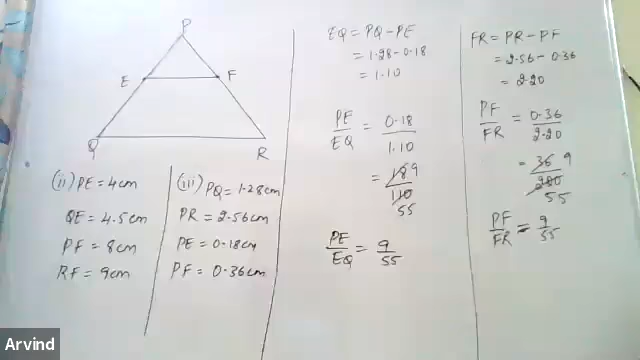 P
E F
Q R
(ii) PE = 4cm
QE = 4.5cm
PF = 8cm
RF = 9cm
(iii) PQ = 1.28cm
PR = 2.56cm
PE = 0.18cm
PF = 0.36cm
EQ = PQ - PE
= 1.28 - 0.18
= 1.10
PE/EQ = 0.18/1.10
= 18 9/110 55
PE/EQ = 9/55
FR = PR - PF
= 2.56 - 0.36
= 2.20
PF/FR = 0.36/2.20
= 36 9/220 55
PF/FR = 9/55
Arvind